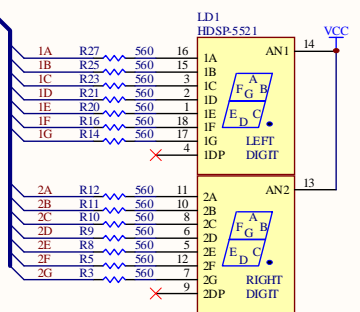 LD1
HDSP-5521
VCC
1A R27 560 16 1A AN1 14
1B R25 560 15 1B
1C R23 560 3 1C
1D R21 560 2 1D
1E R20 560 1 1E
1F R16 560 18 1F
1G R14 560 17 1G
4 1DP
A
F B
G
E C
D
LEFT
DIGIT
2A R12 560 11 2A AN2 13
2B R11 560 10 2B
2C R10 560 8 2C
2D R9 560 6 2D
2E R8 560 5 2E
2F R5 560 12 2F
2G R3 560 7 2G
9 2DP
A
F B
G
E C
D
RIGHT
DIGIT